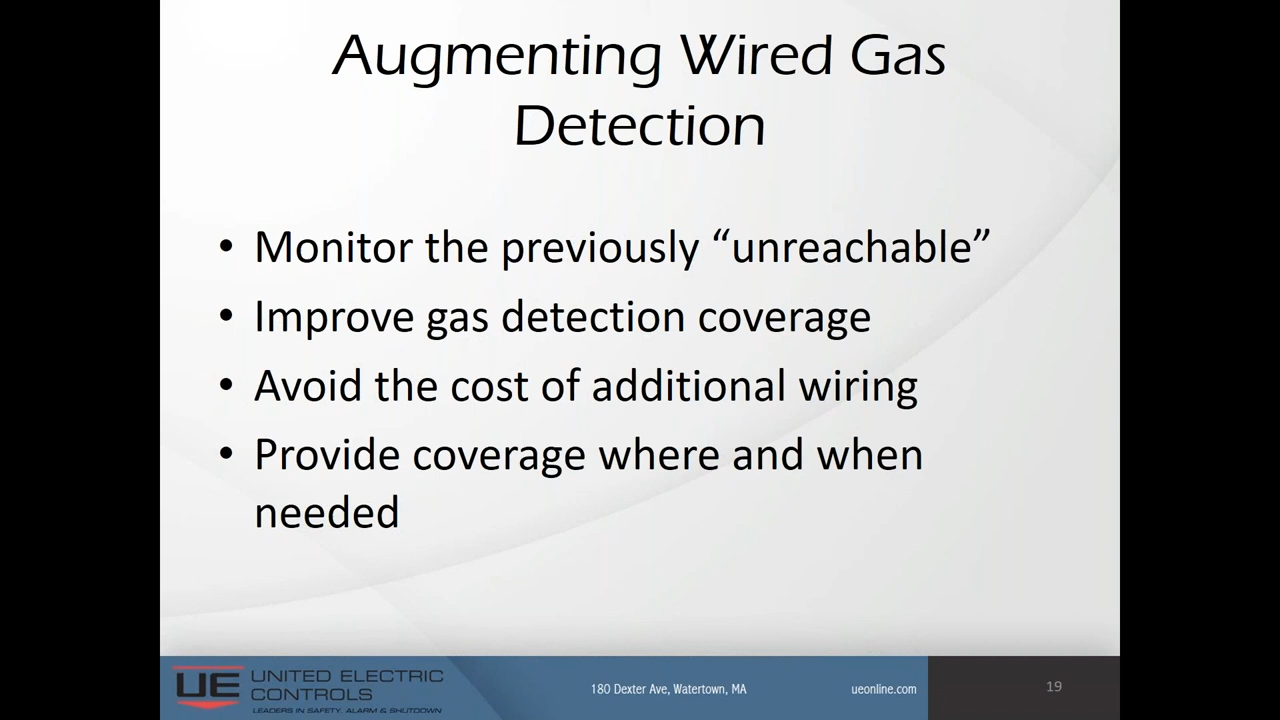 Augmenting Wired Gas
Detection
• Monitor the previously “unreachable”
• Improve gas detection coverage
• Avoid the cost of additional wiring
• Provide coverage where and when
needed
UE UNITED ELECTRIC
CONTROLS
LEADERS IN SAFETY, ALARM & SHUTDOWN
180 Dexter Ave, Watertown, MA
ueonline.com
19